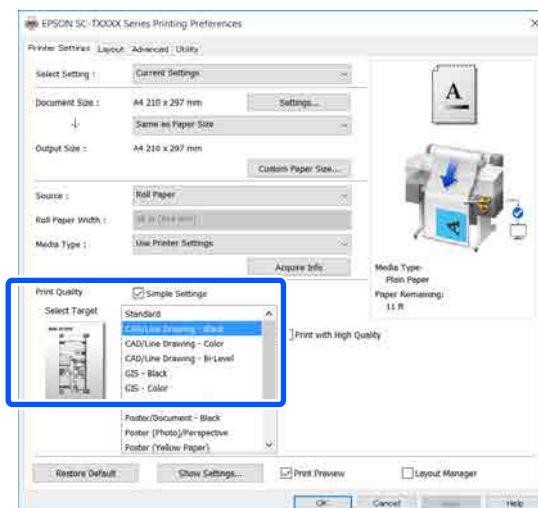 EPSON SC-TXXXX Series Printing Preferences
Printer Settings Layout Advanced Utility
Select Setting : Current Settings
Document Size : A4 210 x 297 mm Settings...
Same as Paper Size
Output Size : A4 210 x 297 mm
Custom Paper Size...
Source : Roll Paper
Roll Paper Width :
Media Type : Use Printer Settings
Acquire Info
A
Media Type:
Plain Paper
Paper Remaining:
11 ft
Print Quality Simple Settings
Select Target
Standard
CAD/Line Drawing - Black
CAD/Line Drawing - Color
CAD/Line Drawing - Bi-Level
GIS - Black
GIS - Color
Print with High Quality
Poster/Document - Black
Poster (Photo)/Perspective
Poster (Yellow Paper)
Restore Default Show Settings... Print Preview Layout Manager
OK Cancel Help